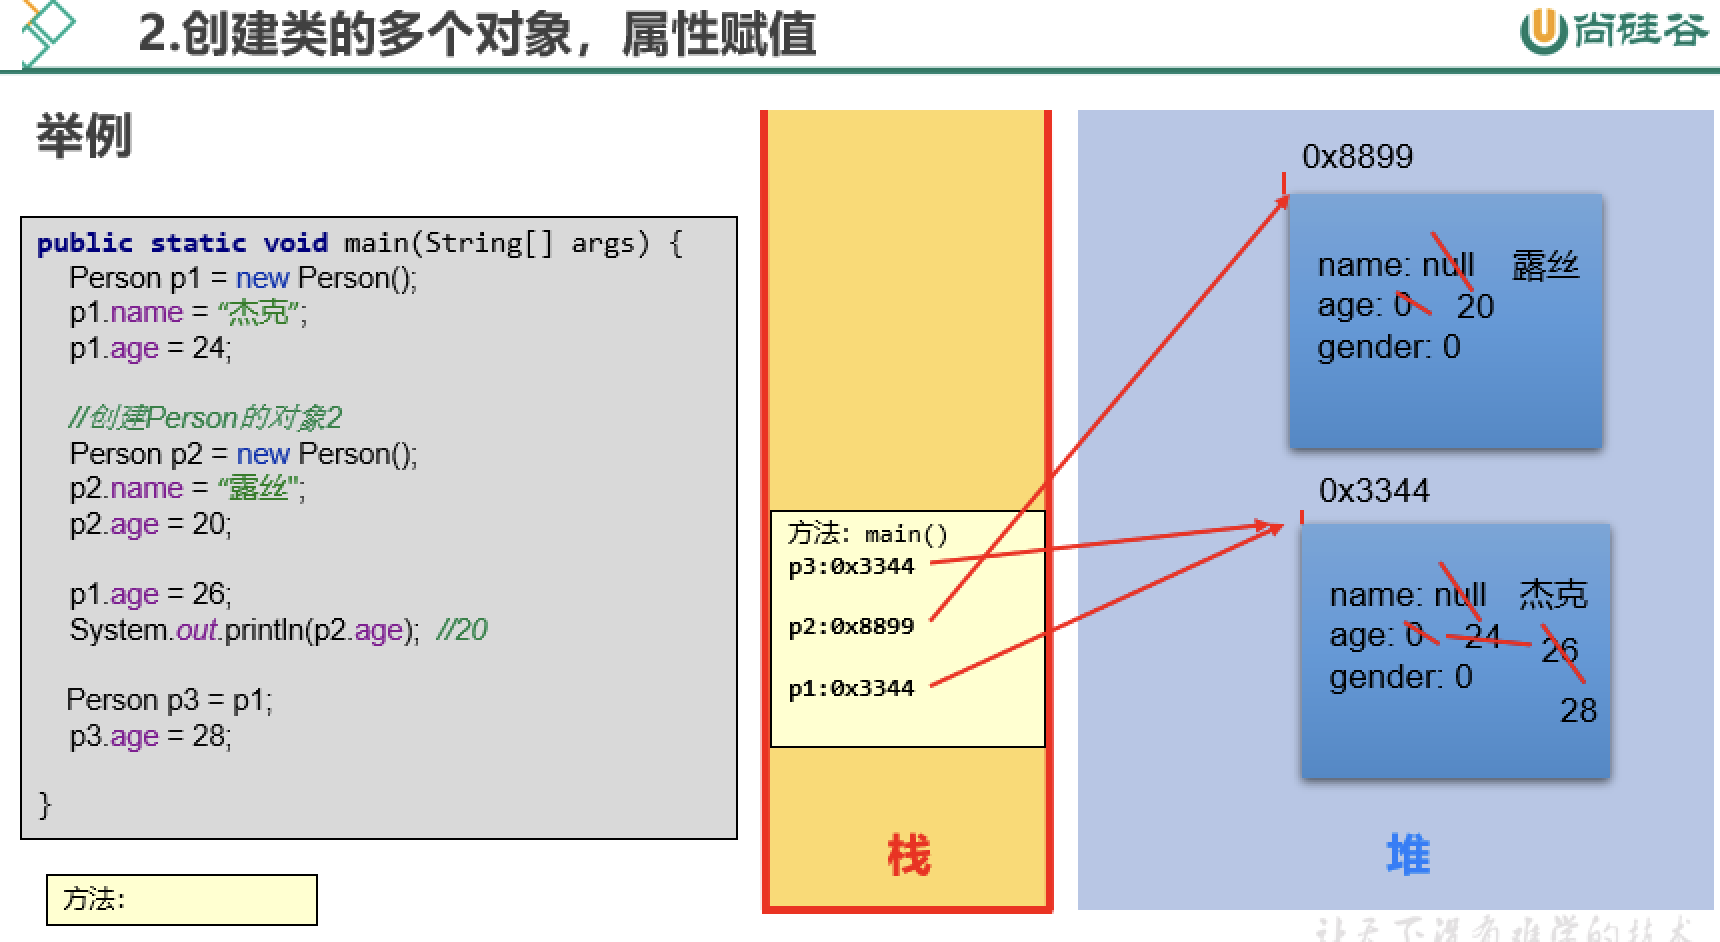 2.创建类的多个对象，属性赋值
尚硅谷
举例
public static void main(String[] args) {
Person p1 = new Person();
p1.name = “杰克”;
p1.age = 24;
//创建Person的对象2
Person p2 = new Person();
p2.name = “露丝";
p2.age = 20;
p1.age = 26;
System.out.println(p2.age); //20
Person p3 = p1;
p3.age = 28;
}
方法:
方法: main()
p3:0x3344
p2:0x8899
p1:0x3344
栈
0x8899
name: null 露丝
age: 0 20
gender: 0
0x3344
name: null 杰克
age: 0 24 26
gender: 0
28
堆
让天下没有难学的技术